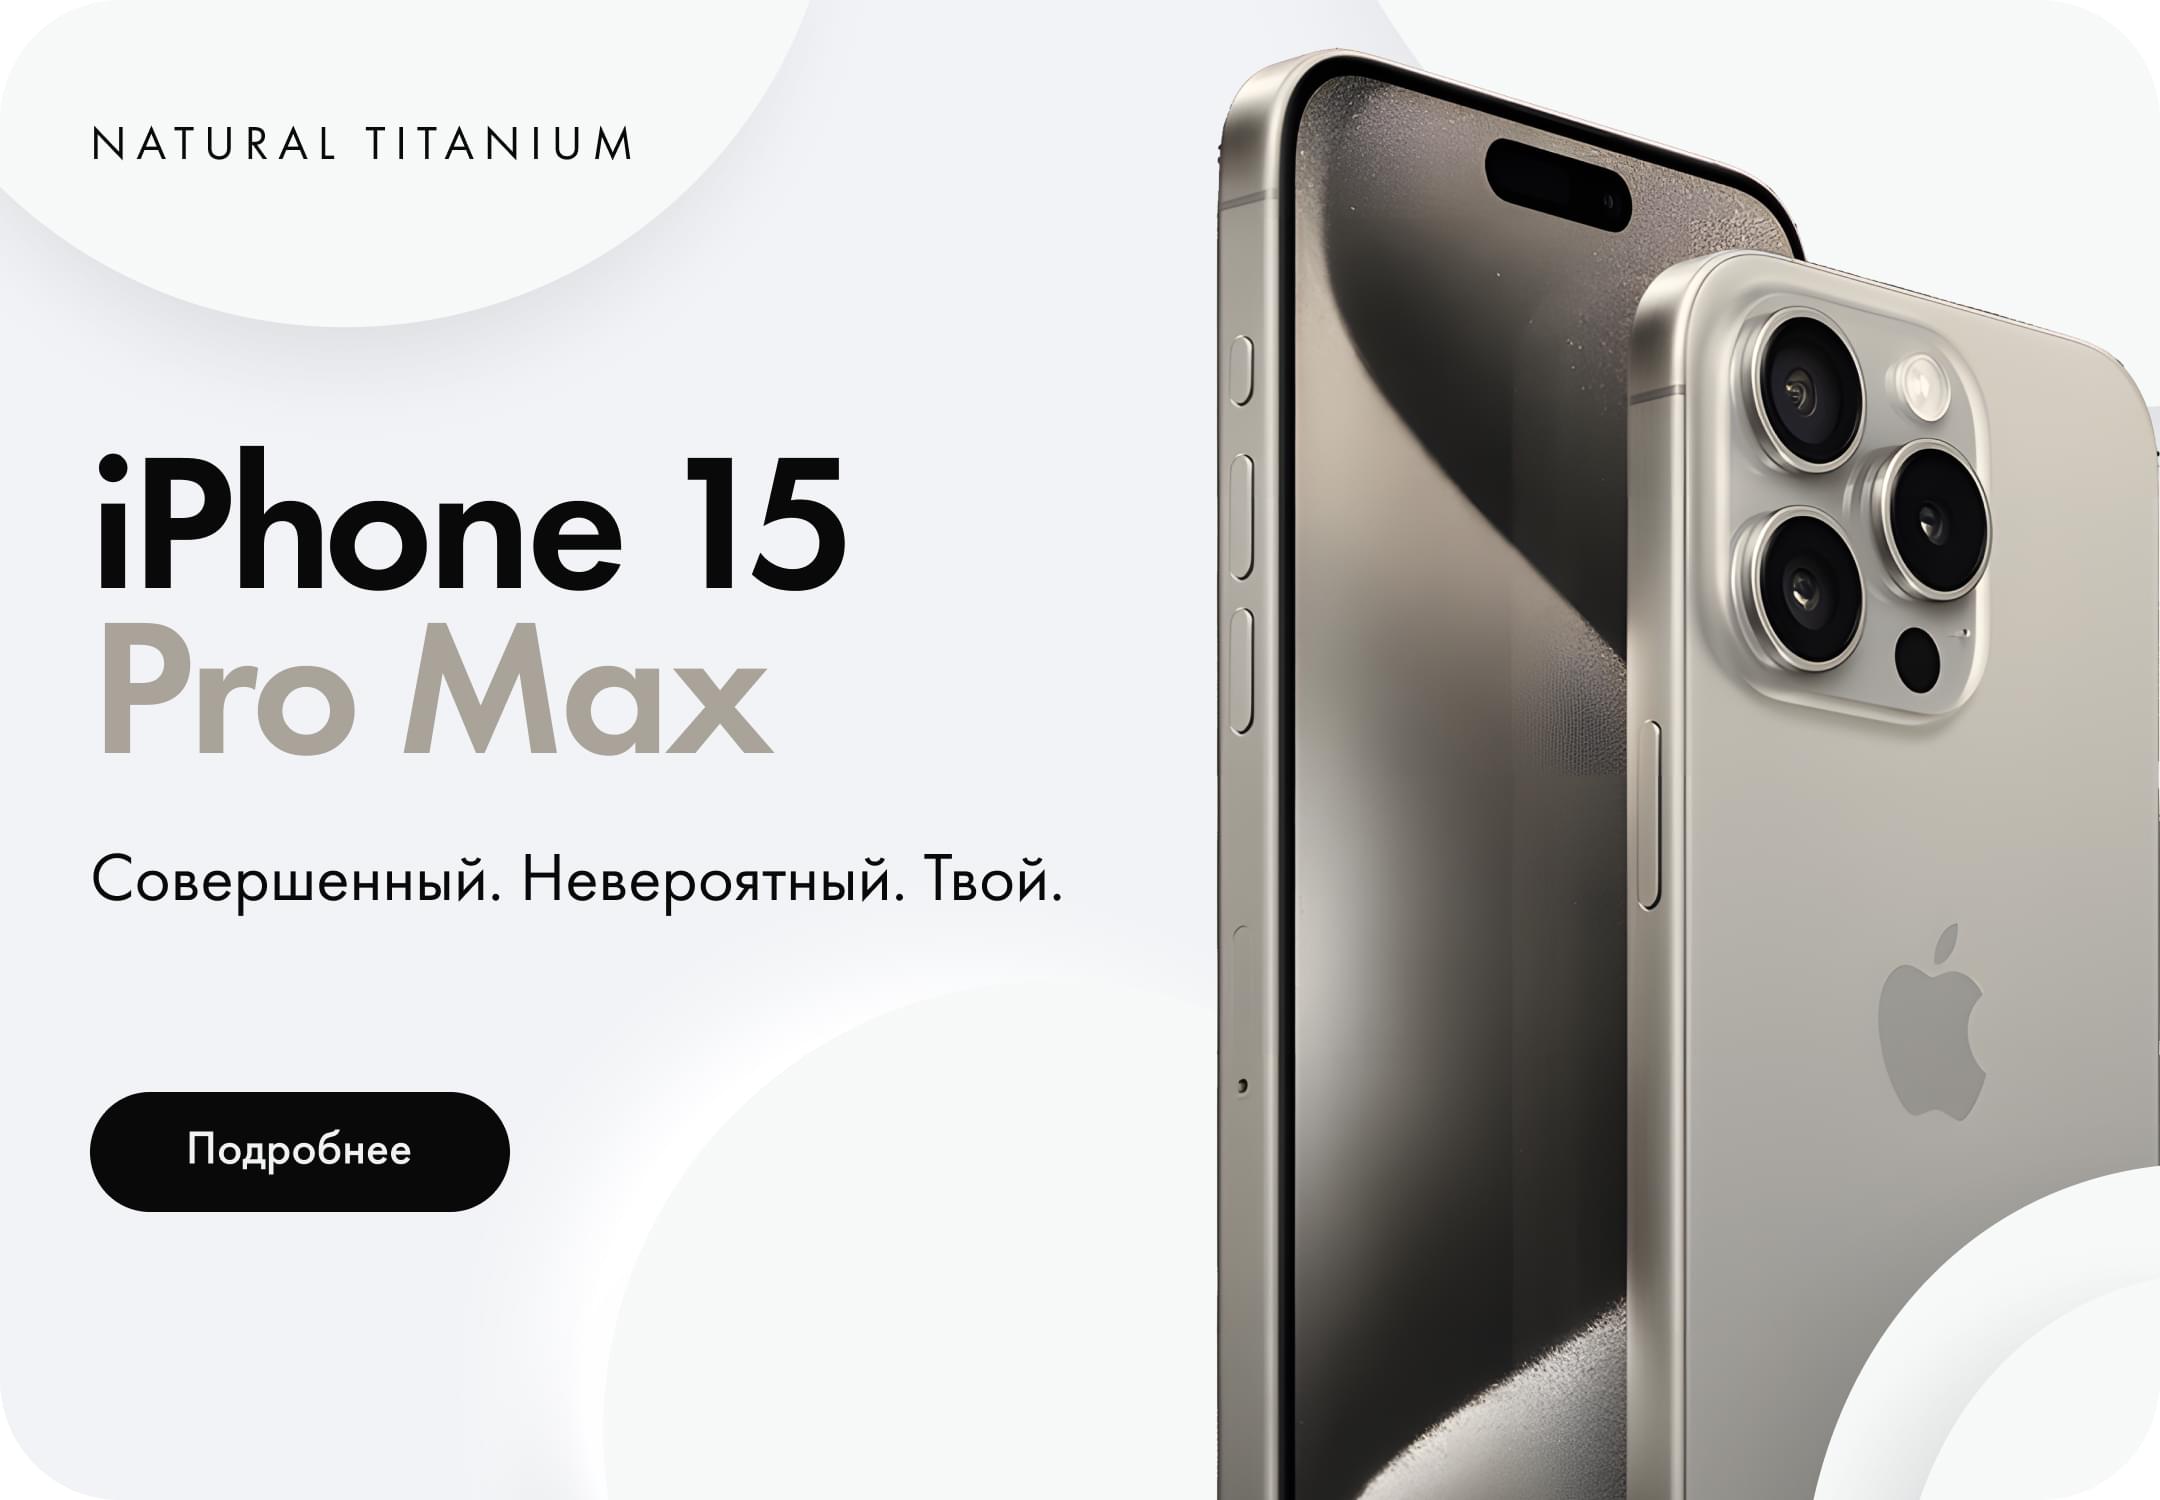 NATURAL TITANIUM
iPhone 15
Pro Max
Совершенный. Невероятный. Твой.
Подробнее